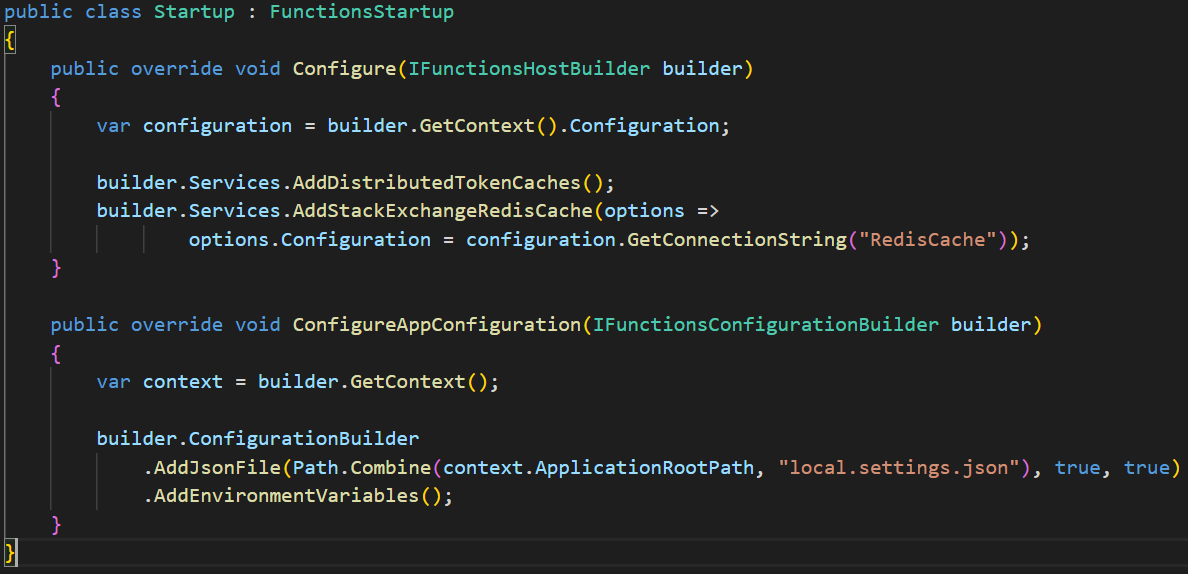 public class Startup : FunctionsStartup
{
    public override void Configure(IFunctionsHostBuilder builder)
    {
        var configuration = builder.GetContext().Configuration;

        builder.Services.AddDistributedTokenCaches();
        builder.Services.AddStackExchangeRedisCache(options =>
                options.Configuration = configuration.GetConnectionString("RedisCache"));
    }

    public override void ConfigureAppConfiguration(IFunctionsConfigurationBuilder builder)
    {
        var context = builder.GetContext();

        builder.ConfigurationBuilder
            .AddJsonFile(Path.Combine(context.ApplicationRootPath, "local.settings.json"), true, true)
            .AddEnvironmentVariables();
    }
}